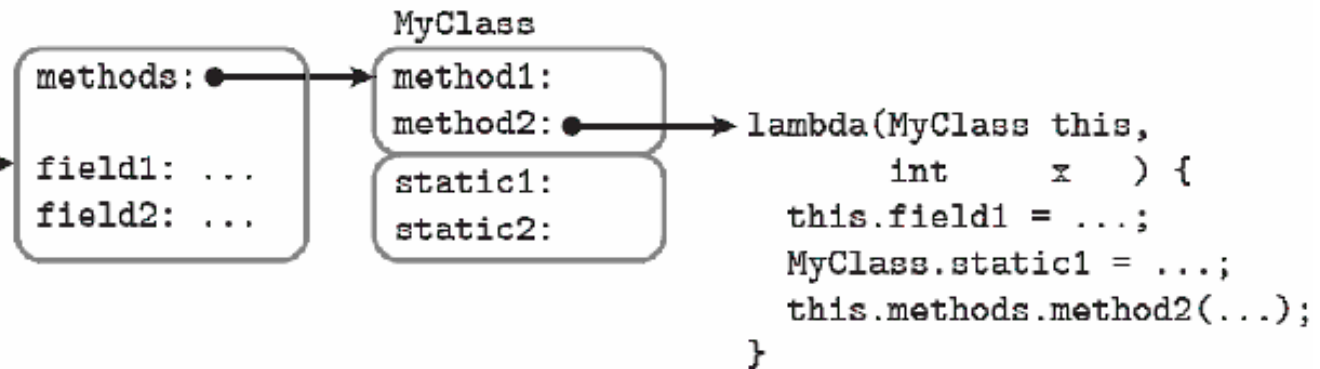 MyClass
methods:
field1: ...
field2: ...
method1:
method2:
static1:
static2:
lambda(MyClass this,
int x ) {
this.field1 = ...;
MyClass.static1 = ...;
this.methods.method2(...);
}